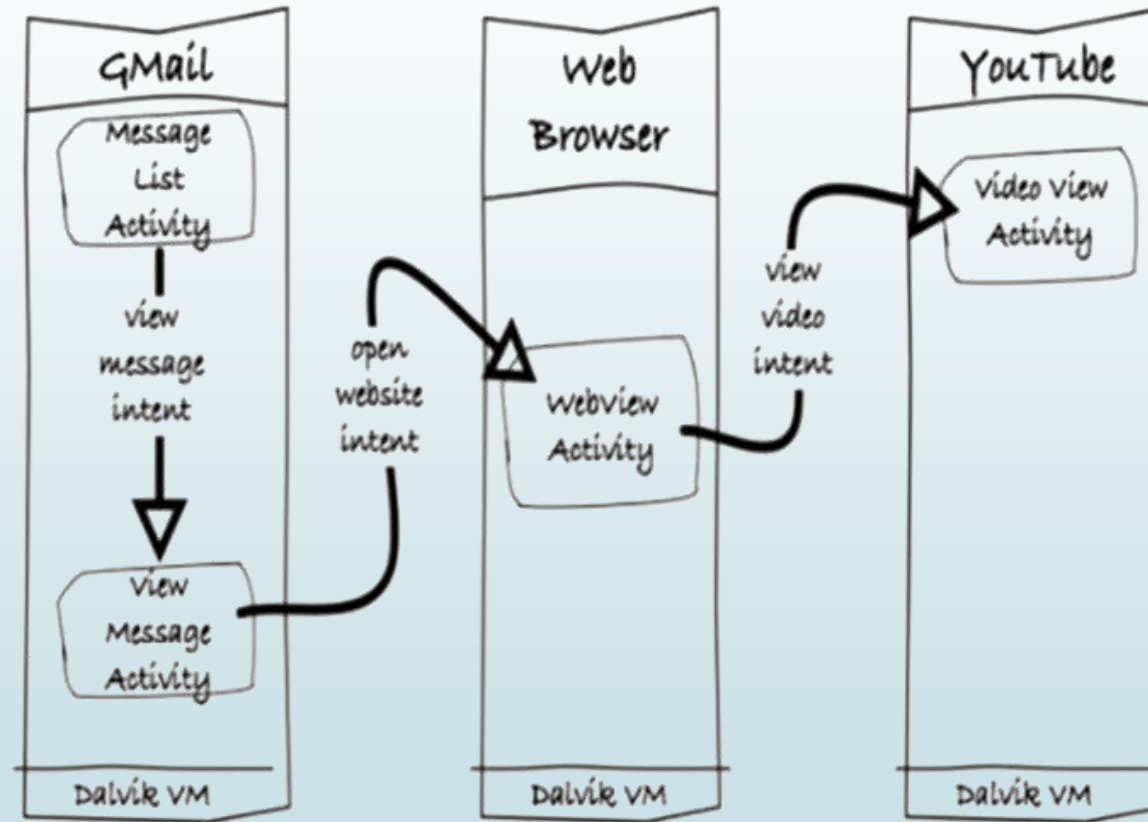 GMail
Message
List
Activity
view
message
intent
View
Message
Activity
Dalvik VM
open
website
intent
Web
Browser
WebView
Activity
Dalvik VM
view
video
intent
YouTube
Video View
Activity
Dalvik VM